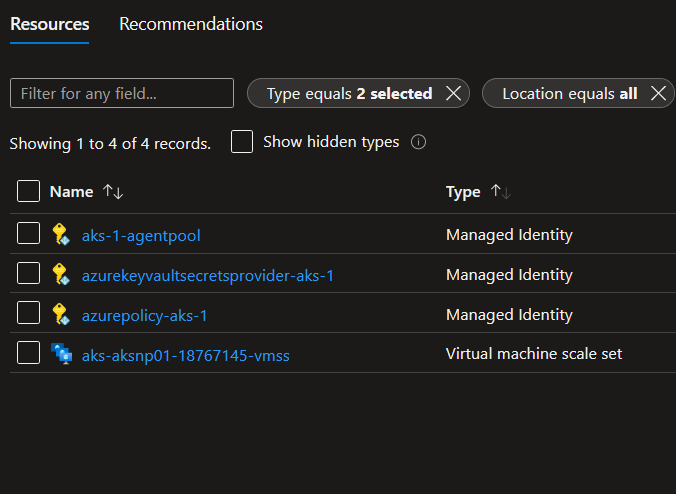 Resources Recommendations
Filter for any field... Type equals 2 selected Location equals all
Showing 1 to 4 of 4 records. Show hidden types
Name Type
aks-1-agentpool Managed Identity
azurekeyvaultsecretsprovider-aks-1 Managed Identity
azurepolicy-aks-1 Managed Identity
aks-aksnp01-18767145-vmss Virtual machine scale set